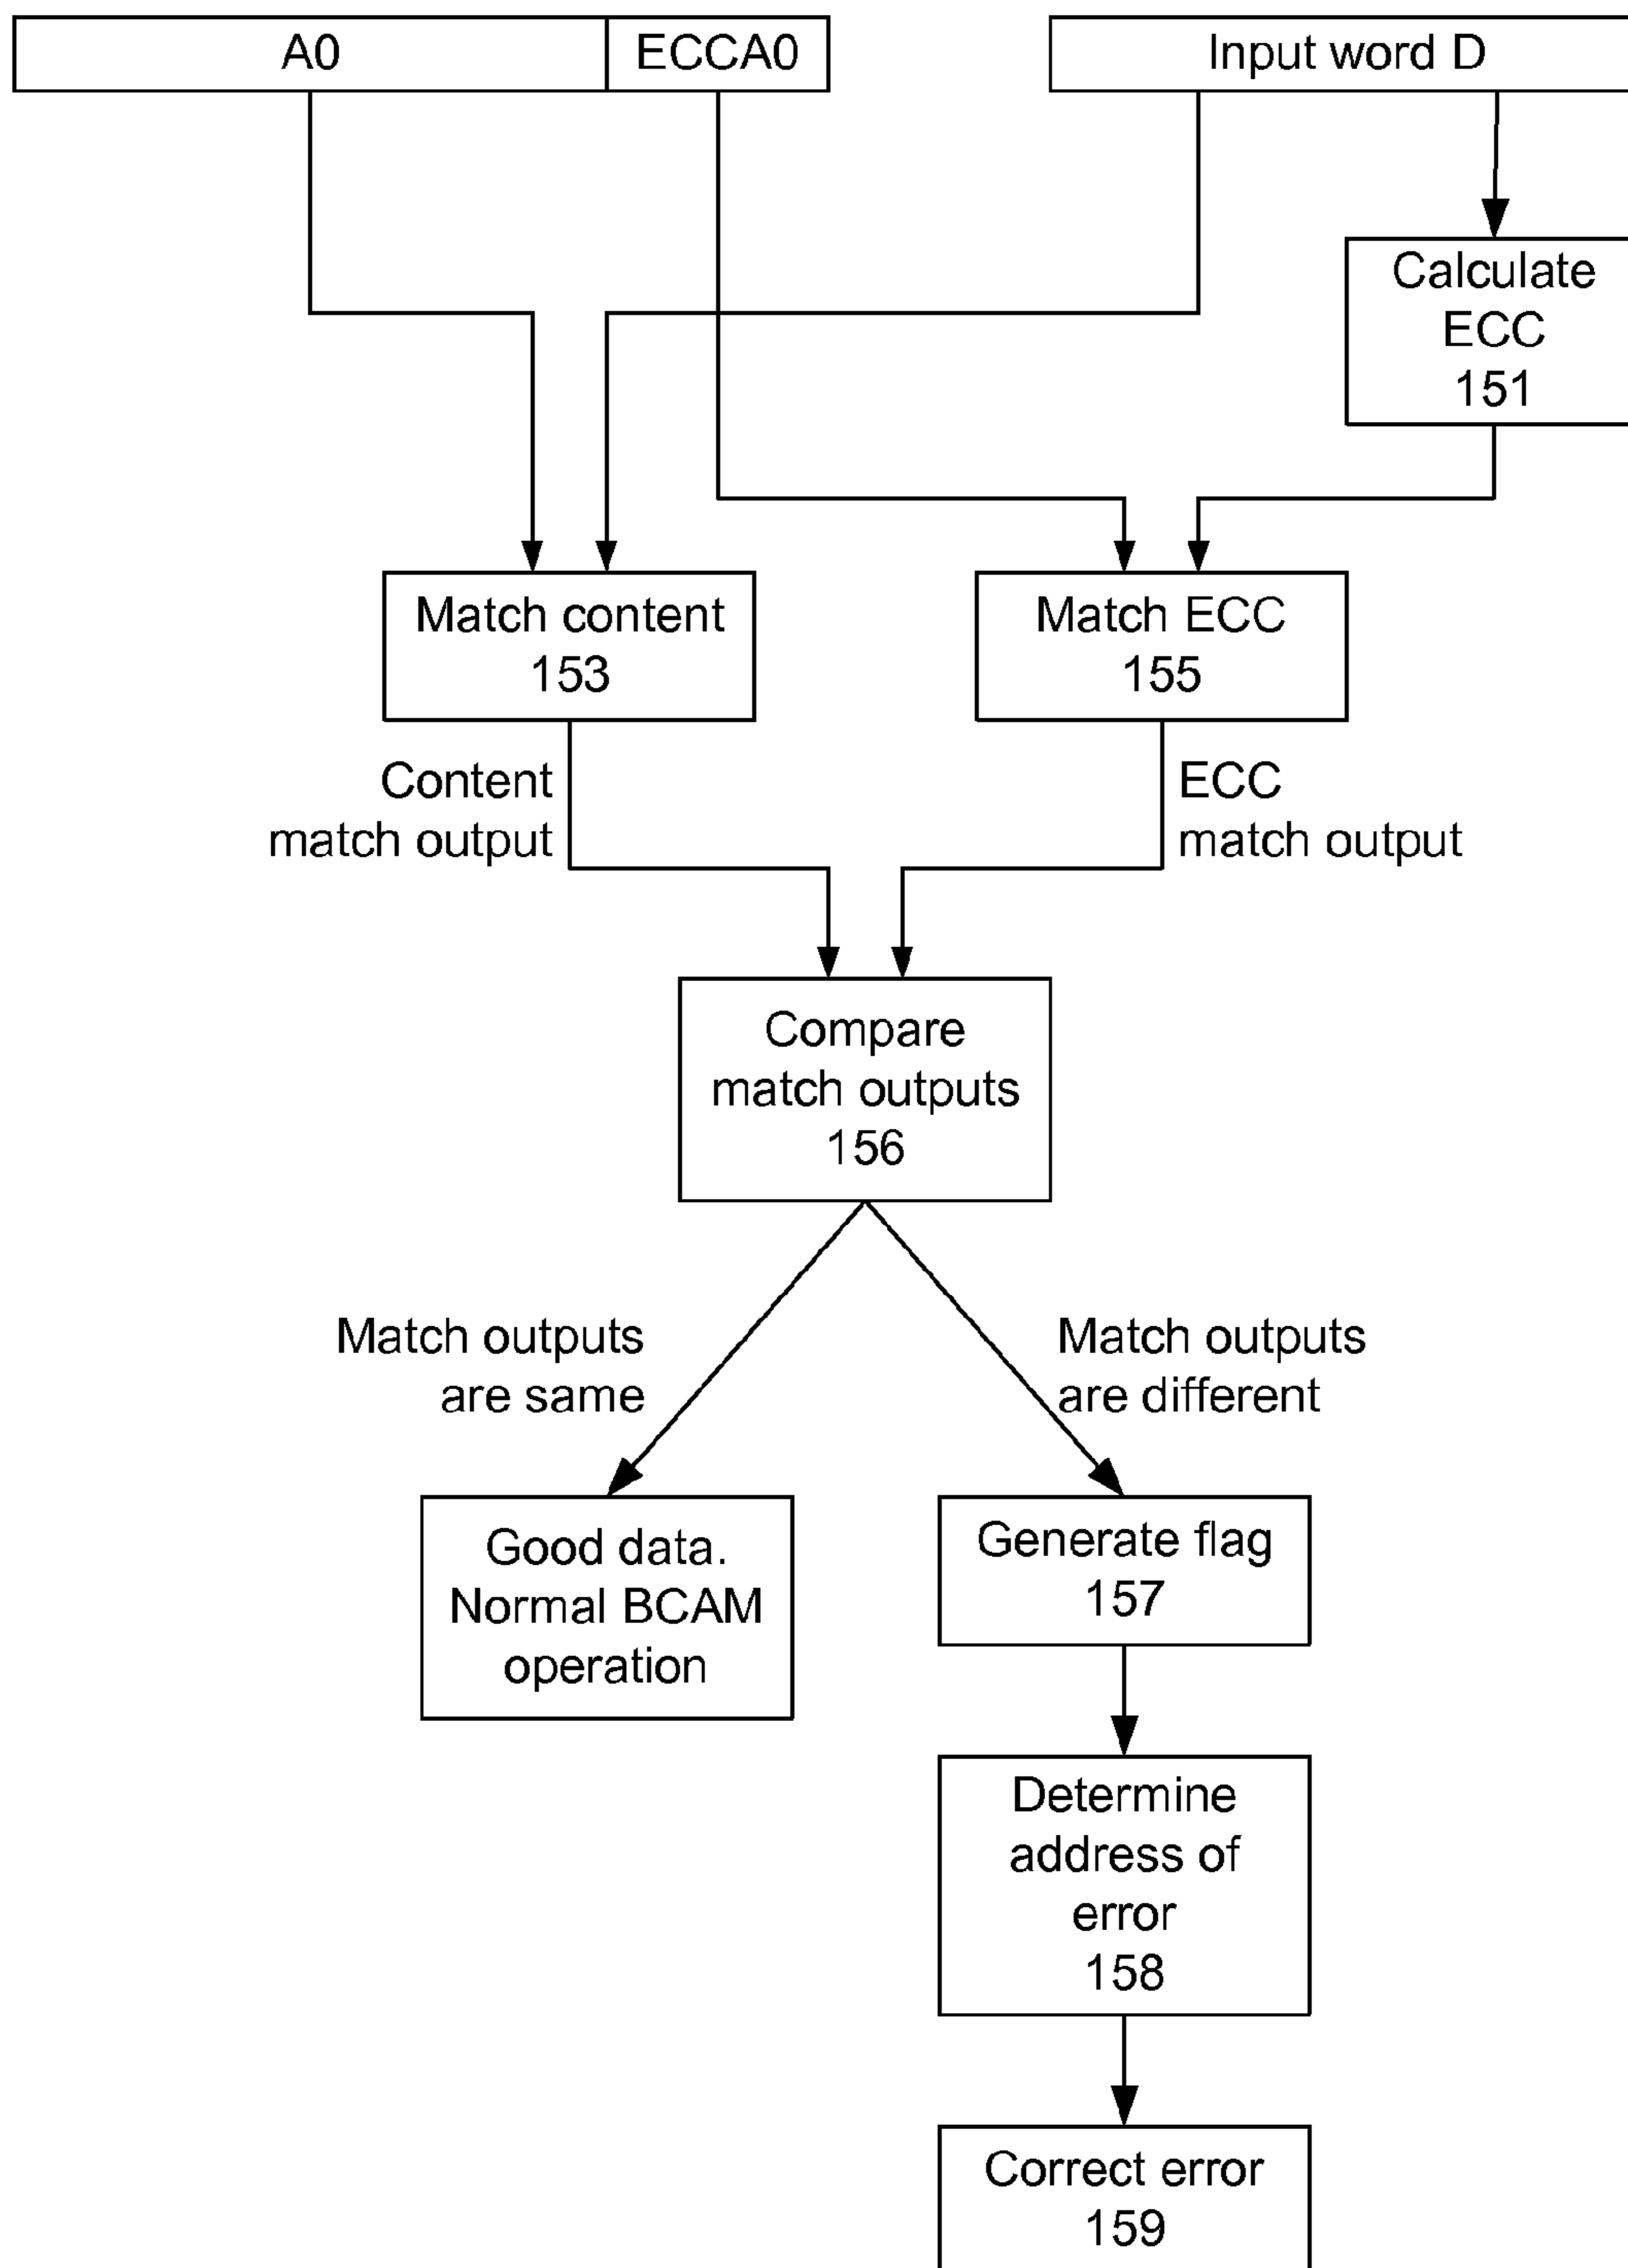 A0
ECCA0
Input word D
Calculate
ECC
151
Match content
153
Match ECC
155
Content
match output
ECC
match output
Compare
match outputs
156
Match outputs
are same
Match outputs
are different
Good data.
Normal BCAM
operation
Generate flag
157
Determine
address of
error
158
Correct error
159